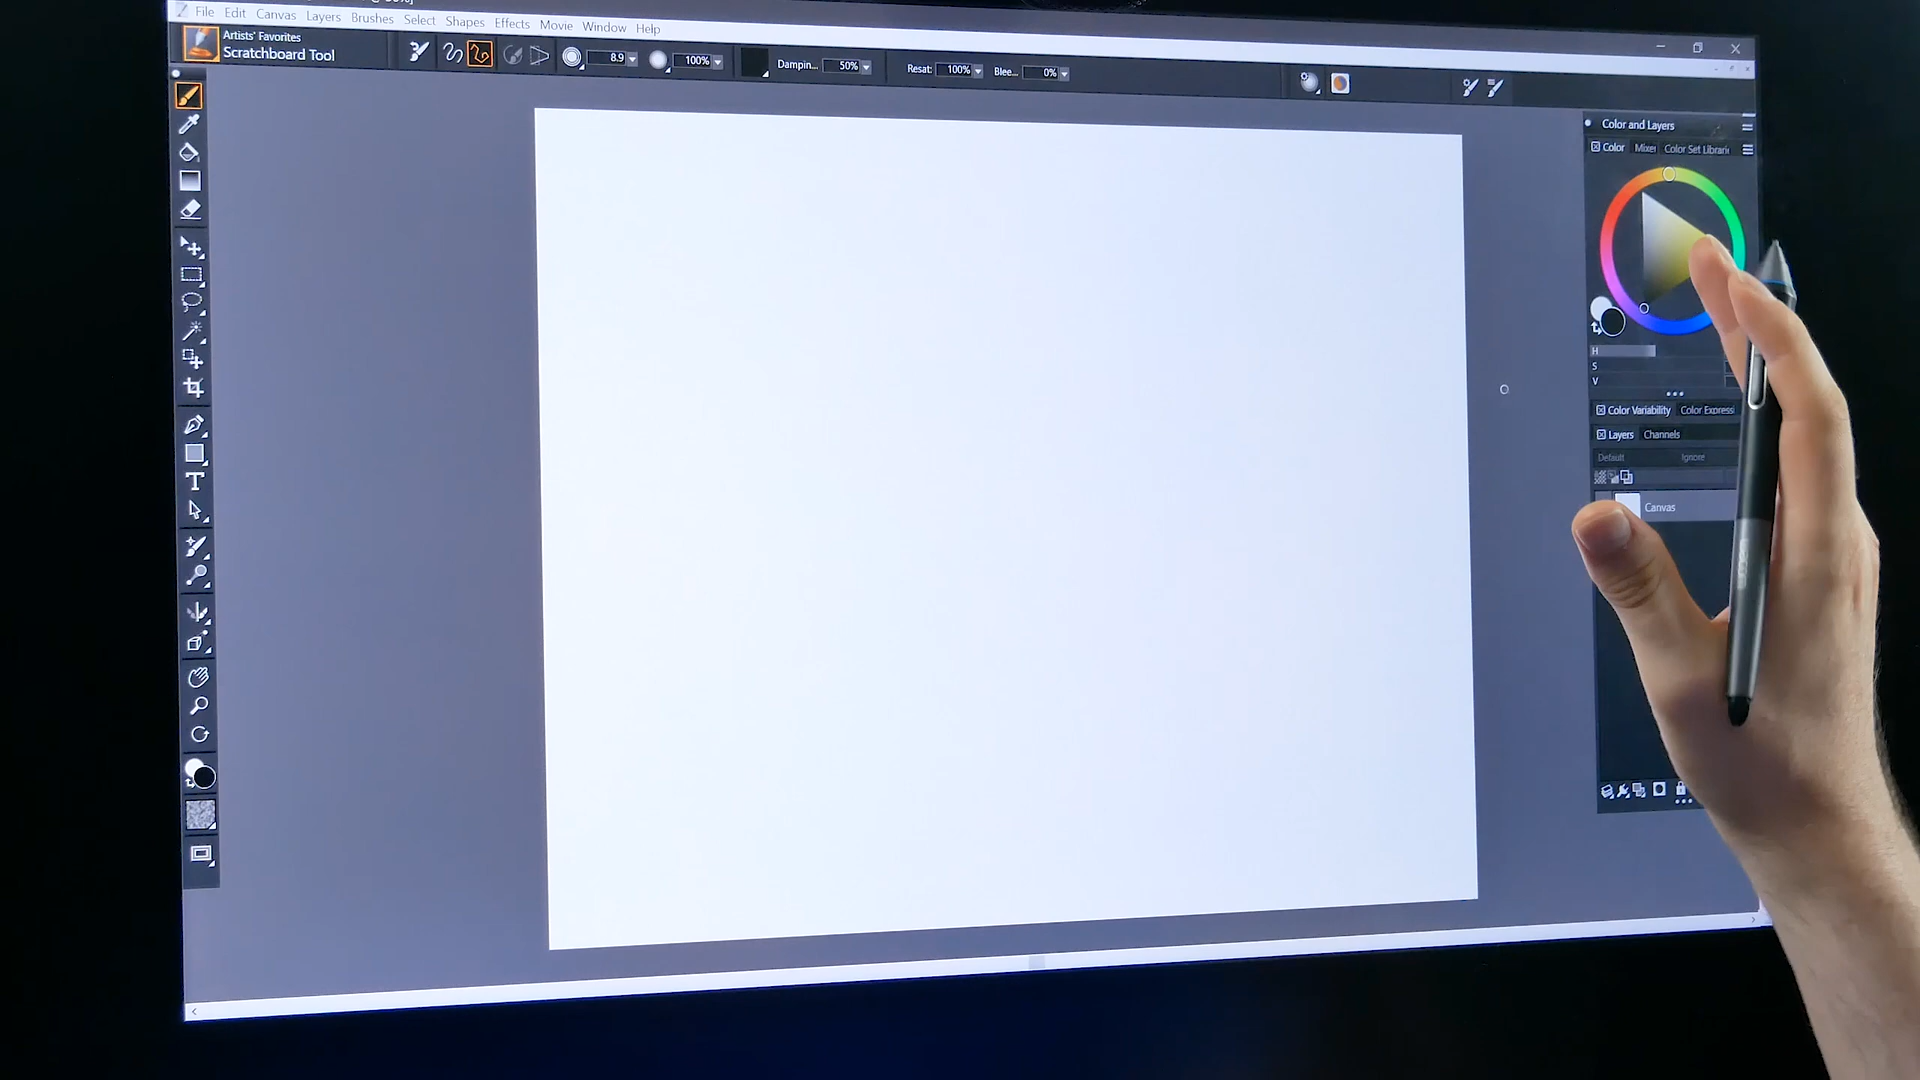 File Edit Canvas Layers Brushes Select Shapes Effects Movie Window Help
Artists' Favorites
Scratchboard Tool
8.9
100%
Dampin... 50%
Resat: 100%
Blee... 0%
Color and Layers
Color Mixer Color Set Librari
H
S
V
Color Variability Color Express
Layers Channels
Default Ignore
Canvas
T
wacom